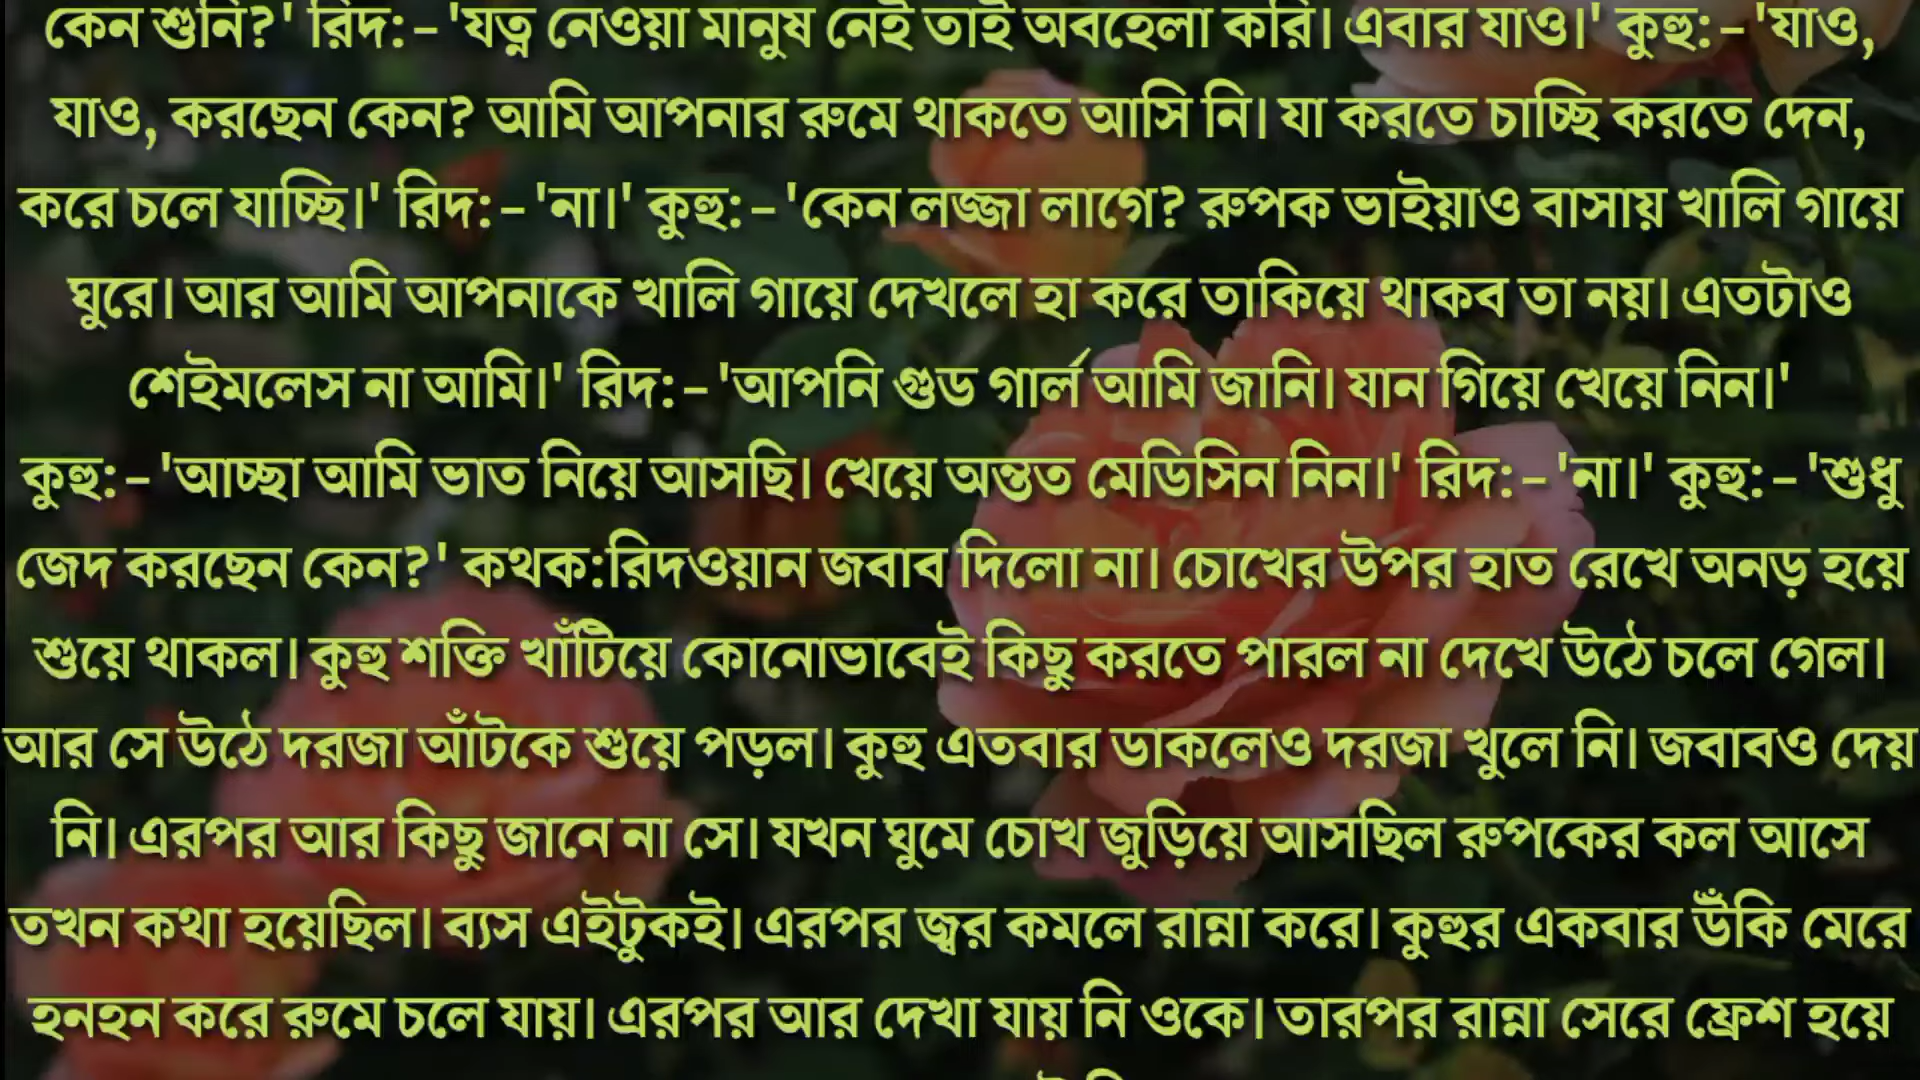 কেন শুনি?' রিদ:-'যত্ন নেওয়া মানুষ নেই তাই অবহেলা করি। এবার যাও।' কুহু:-'যাও,
যাও, করছেন কেন? আমি আপনার রুমে থাকতে আসি নি। যা করতে চাচ্ছি করতে দেন,
করে চলে যাচ্ছি।' রিদ:-'না।' কুহু:-'কেন লজ্জা লাগে? রুপক ভাইয়াও বাসায় খালি গায়ে
ঘুরে। আর আমি আপনাকে খালি গায়ে দেখলে হা করে তাকিয়ে থাকব তা নয়। এতটাও
শেইমলেস না আমি।' রিদ:-'আপনি গুড গার্ল আমি জানি। যান গিয়ে খেয়ে নিন।'
কুহু:-'আচ্ছা আমি ভাত নিয়ে আসছি। খেয়ে অন্তত মেডিসিন নিন।' রিদ:-'না।' কুহু:-'শুধু
জেদ করছেন কেন?' কথক:রিদওয়ান জবাব দিলো না। চোখের উপর হাত রেখে অনড় হয়ে
শুয়ে থাকল। কুহু শক্তি খাঁটিয়ে কোনোভাবেই কিছু করতে পারল না দেখে উঠে চলে গেল।
আর সে উঠে দরজা আঁটকে শুয়ে পড়ল। কুহু এতবার ডাকলেও দরজা খুলে নি। জবাবও দেয়
নি। এরপর আর কিছু জানে না সে। যখন ঘুমে চোখ জুড়িয়ে আসছিল রুপকের কল আসে
তখন কথা হয়েছিল। ব্যস এইটুকই। এরপর জ্বর কমলে রান্না করে। কুহুর একবার উঁকি মেরে
হনহন করে রুমে চলে যায়। এরপর আর দেখা যায় নি ওকে। তারপর রান্না সেরে ফ্রেশ হয়ে